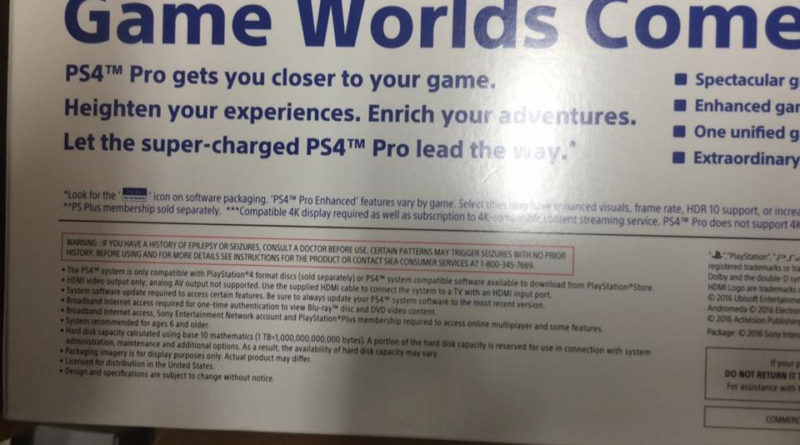 Game Worlds Come
PS4™ Pro gets you closer to your game.
Heighten your experiences. Enrich your adventures.
Let the super-charged PS4™ Pro lead the way.*
■ Spectacular g
■ Enhanced gam
■ One unified g
■ Extraordinary
*Look for the ' ' icon on software packaging. 'PS4™ Pro Enhanced' features vary by game. Select titles may have enhanced visuals, frame rate, HDR 10 support, or increa
**PS Plus membership sold separately. ***Compatible 4K display required as well as subscription to 4K-compatible content streaming service. PS4™ Pro does not support 4K
WARNING: IF YOU HAVE A HISTORY OF EPILEPSY OR SEIZURES, CONSULT A DOCTOR BEFORE USE. CERTAIN PATTERNS MAY TRIGGER SEIZURES WITH NO PRIOR
HISTORY. BEFORE USING AND FOR MORE DETAILS SEE INSTRUCTIONS FOR THE PRODUCT OR CONTACT SIEA CONSUMER SERVICES AT 1-800-345-7669.
• The PS4™ system is only compatible with PlayStation®4 format discs (sold separately) or PS4™ system compatible software available to download from PlayStation®Store.
• HDMI video output only; analog AV output not supported. Use the supplied HDMI cable to connect the system to a TV with an HDMI input port.
• System software update required to access certain features. Be sure to always update your PS4™ system software to the most recent version.
• Broadband Internet access required for one-time authentication to view Blu-ray™ disc and DVD video content.
• Broadband Internet access, Sony Entertainment Network account and PlayStation®Plus membership required to access online multiplayer and some features.
• System recommended for ages 6 and older.
• Hard disk capacity calculated using base 10 mathematics (1 TB=1,000,000,000,000 bytes). A portion of the hard disk capacity is reserved for use in connection with system
administration, maintenance and additional options. As a result, the availability of hard disk capacity may vary.
• Packaging imagery is for display purposes only. Actual product may differ.
• Licensed for distribution in the United States.
• Design and specifications are subject to change without notice.
"PlayStation",
registered trademarks or tra
Dolby and the double-D sy
HDMI Logo are trademarks
© 2016 Ubisoft Entertainme
Andromeda © 2016 Electron
© 2016 Activision Publishin
Package: © 2016 Sony Inter
If your p
DO NOT RETURN IT T
For assistance with
COMMERC